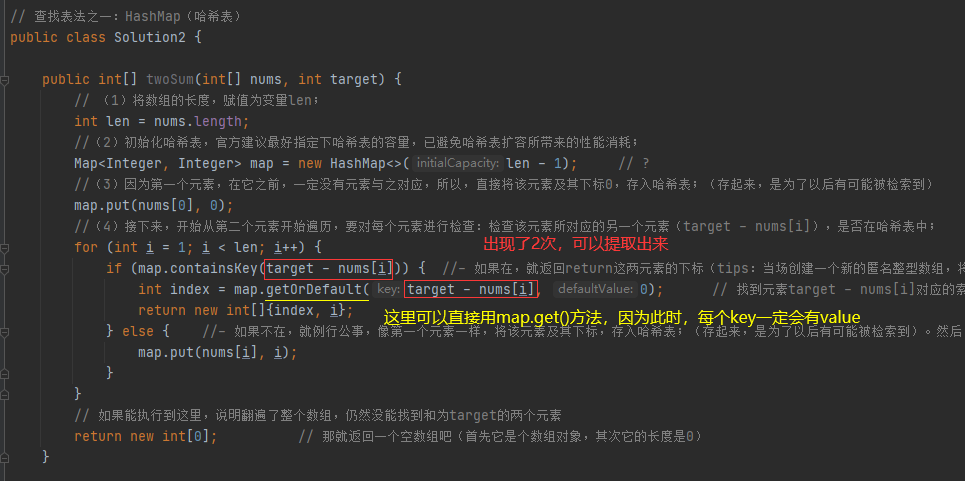 // 查找表法之一：HashMap（哈希表）
public class Solution2 {
public int[] twoSum(int[] nums, int target) {
// （1）将数组的长度，赋值为变量len；
int len = nums.length;
//（2）初始化哈希表，官方建议最好指定下哈希表的容量，已避免哈希表扩容所带来的性能消耗；
Map<Integer, Integer> map = new HashMap<>( initialCapacity: len - 1); // ?
//（3）因为第一个元素，在它之前，一定没有元素与之对应，所以，直接将该元素及其下标0，存入哈希表；（存起来，是为了以后有可能被检索到）
map.put(nums[0], 0);
//（4）接下来，开始从第二个元素开始遍历，要对每个元素进行检查：检查该元素所对应的另一个元素（target - nums[i]），是否在哈希表中；
for (int i = 1; i < len; i++) {
出现了2次，可以提取出来
if (map.containsKey(target - nums[i])) { //- 如果在，就返回return这两元素的下标（tips：当场创建一个新的匿名整型数组，将
int index = map.getOrDefault( key: target - nums[i], defaultValue: 0); // 找到元素target - nums[i]对应的索
return new int[]{index, i};
这里可以直接用map.get()方法，因为此时，每个key一定会有value
} else { //- 如果不在，就例行公事，像第一个元素一样，将该元素及其下标，存入哈希表；（存起来，是为了以后有可能被检索到）。然后
map.put(nums[i], i);
}
}
// 如果能执行到这里，说明翻遍了整个数组，仍然没能找到和为target的两个元素
return new int[0]; // 那就返回一个空数组吧（首先它是个数组对象，其次它的长度是0）
}